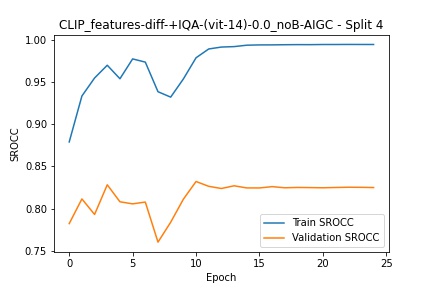 CLIP_features-diff-+IQA-(vit-14)-0.0_noB-AIGC - Split 4
1.00
0.95
0.90
0.85
0.80
0.75
SROCC
Train SROCC
Validation SROCC
0 5 10 15 20 25
Epoch